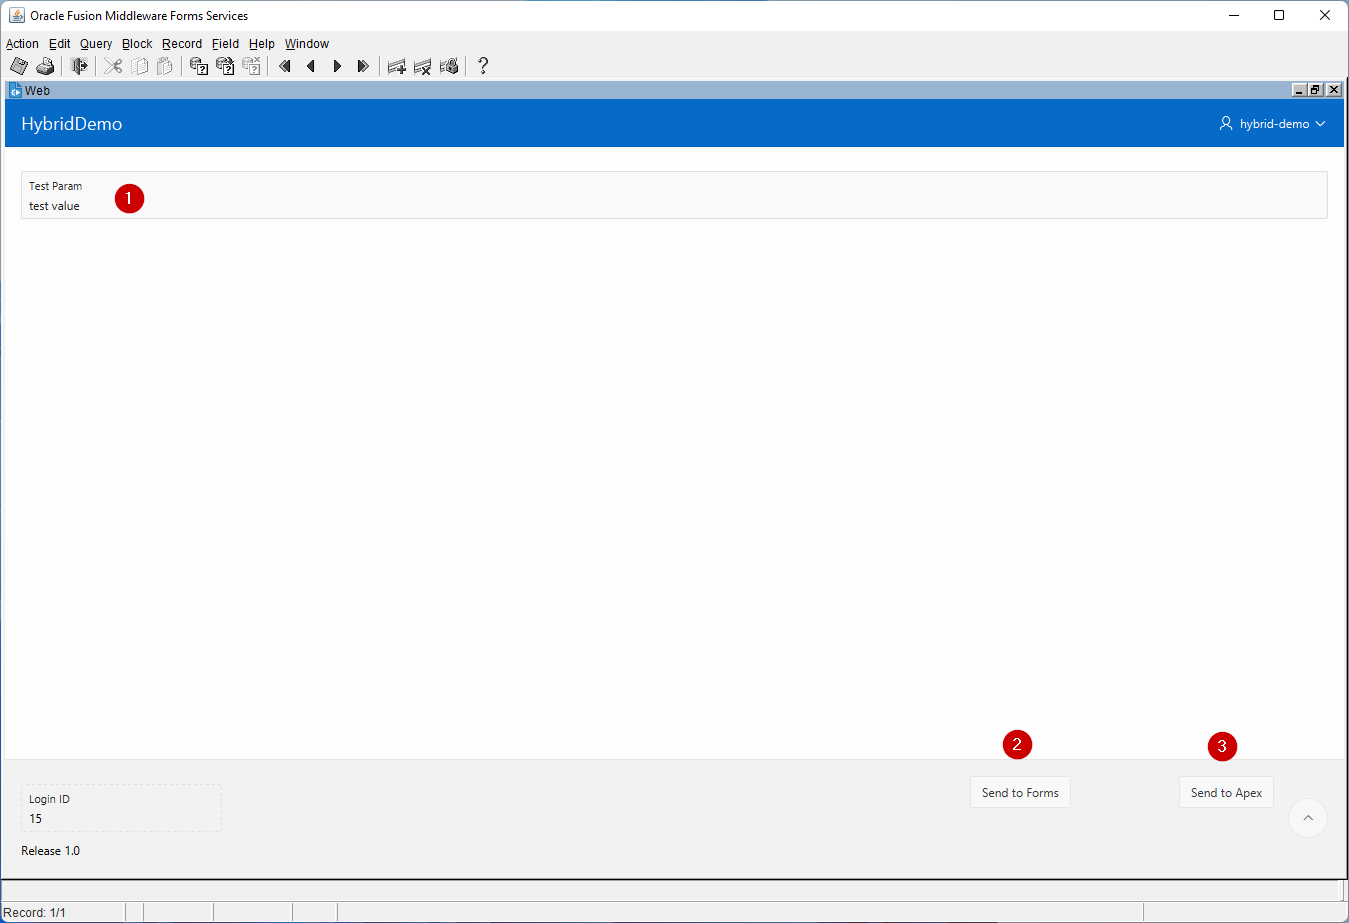 Oracle Fusion Middleware Forms Services
Action Edit Query Block Record Field Help Window
Web
HybridDemo
hybrid-demo
Test Param
test value
1
2
3
Send to Forms
Send to Apex
Login ID
15
Release 1.0
Record: 1/1